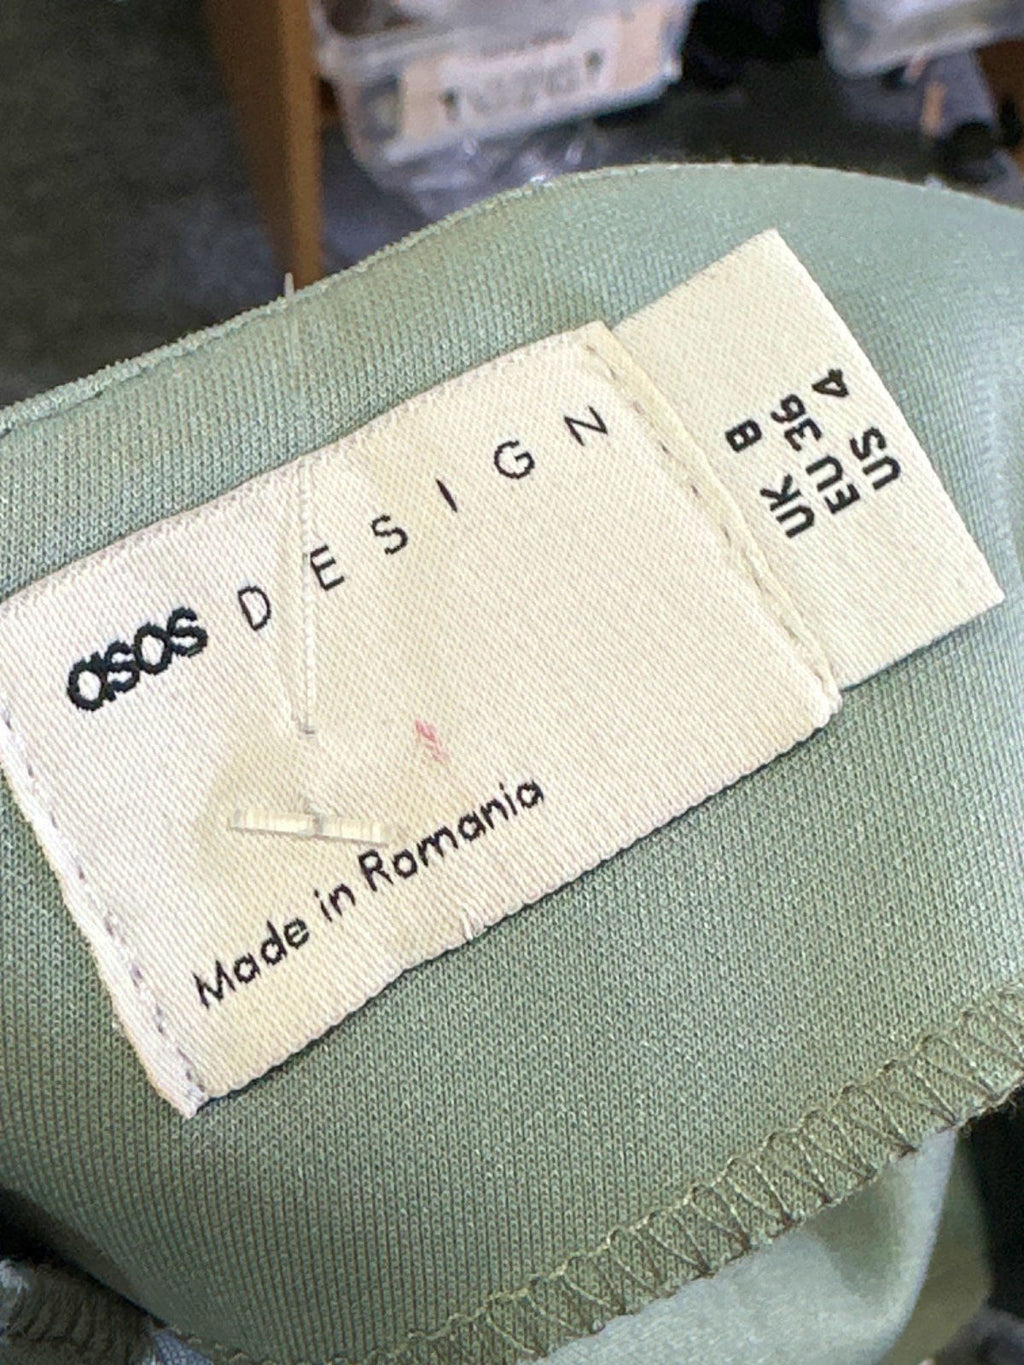 asos DESIGN
Made in Romania
UK 8
EU 36
US 4